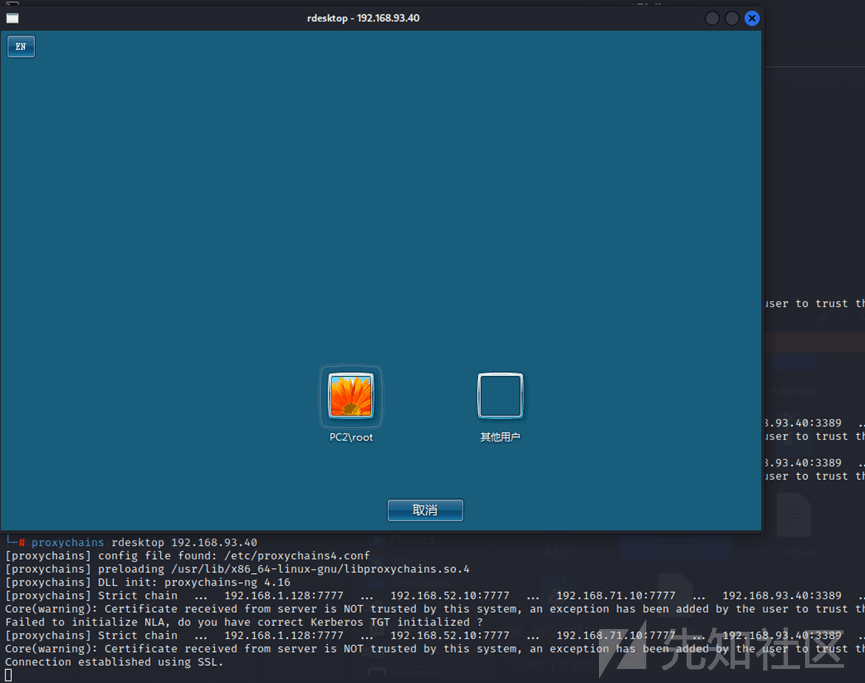 rdesktop - 192.168.93.40
EN
user to trust th
PC2\root
其他用户
3.93.40:3389 ..
user to trust th
3.93.40:3389 ..
user to trust th
取消
└─# proxychains rdesktop 192.168.93.40
[proxychains] config file found: /etc/proxychains4.conf
[proxychains] preloading /usr/lib/x86_64-linux-gnu/libproxychains.so.4
[proxychains] DLL init: proxychains-ng 4.16
[proxychains] Strict chain ... 192.168.1.128:7777 ... 192.168.52.10:7777 ... 192.168.71.10:7777 ... 192.168.93.40:3389 ..
Core(warning): Certificate received from server is NOT trusted by this system, an exception has been added by the user to trust th
Failed to initialize NLA, do you have correct Kerberos TGT initialized ?
[proxychains] Strict chain ... 192.168.1.128:7777 ... 192.168.52.10:7777 ... 192.168.71.10:7777 ... 192.168.93.40:3389 ..
Core(warning): Certificate received from server is NOT trusted by this system, an exception has been added by the user to trust th
Connection established using SSL.
先知社区